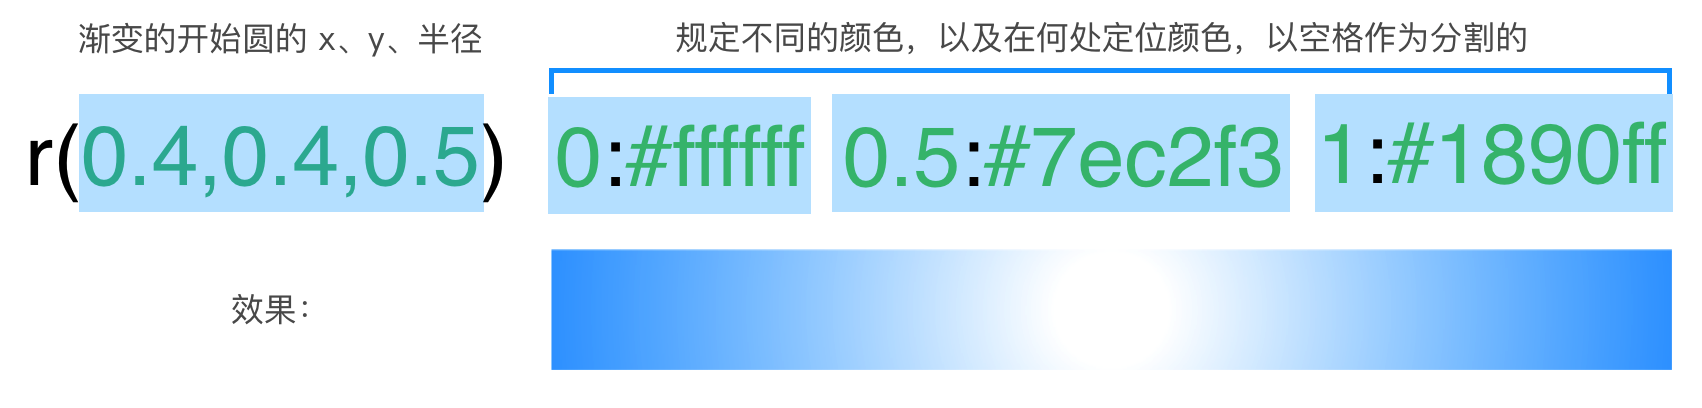 渐变的开始圆的 x、y、半径
规定不同的颜色，以及在何处定位颜色，以空格作为分割的
r(0.4,0.4,0.5) 0:#ffffff 0.5:#7ec2f3 1:#1890ff
效果：